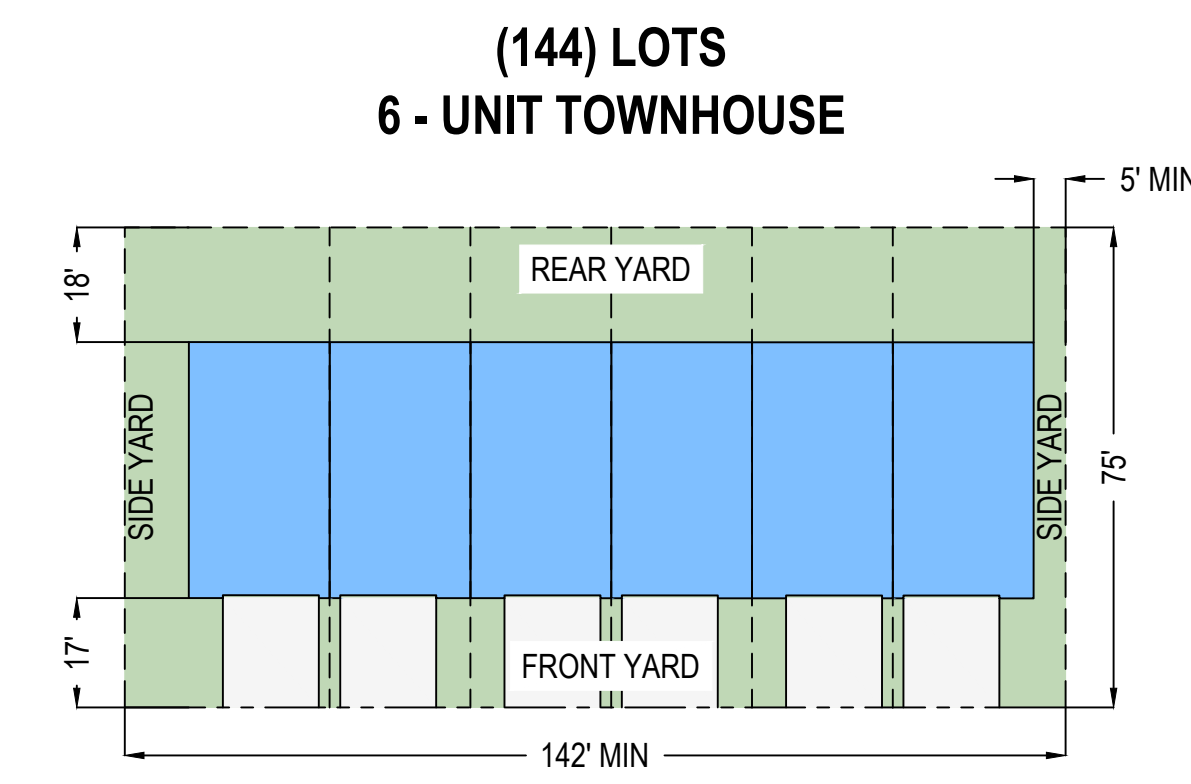 (144) LOTS
6 - UNIT TOWNHOUSE
5' MIN
18'
REAR YARD
SIDE YARD
SIDE YARD
75'
17'
FRONT YARD
142' MIN